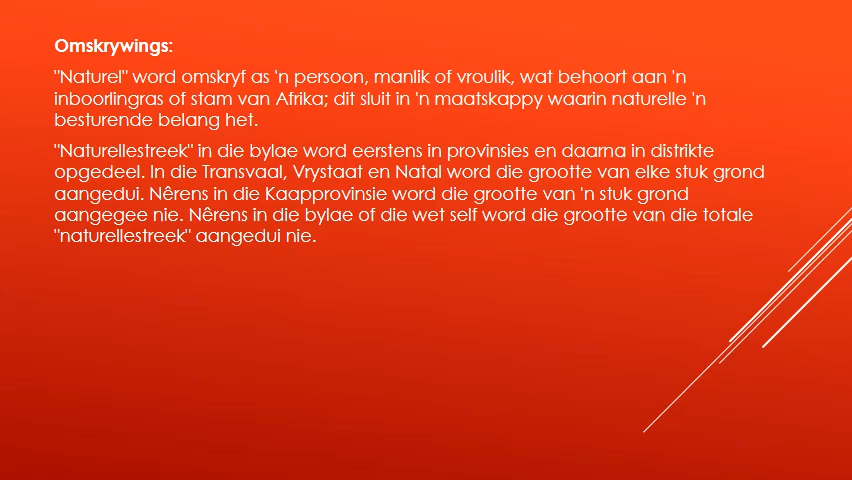 Omskrywings:
"Naturel" word omskryf as 'n persoon, manlik of vroulik, wat behoort aan 'n
inboorlingras of stam van Afrika; dit sluit in 'n maatskappy waarin naturelle 'n
besturende belang het.
"Naturellestreek" in die bylae word eerstens in provinsies en daarna in distrikte
opgedeel. In die Transvaal, Vrystaat en Natal word die grootte van elke stuk grond
aangedui. Nêrens in die Kaapprovinsie word die grootte van 'n stuk grond
aangegee nie. Nêrens in die bylae of die wet self word die grootte van die totale
"naturellestreek" aangedui nie.